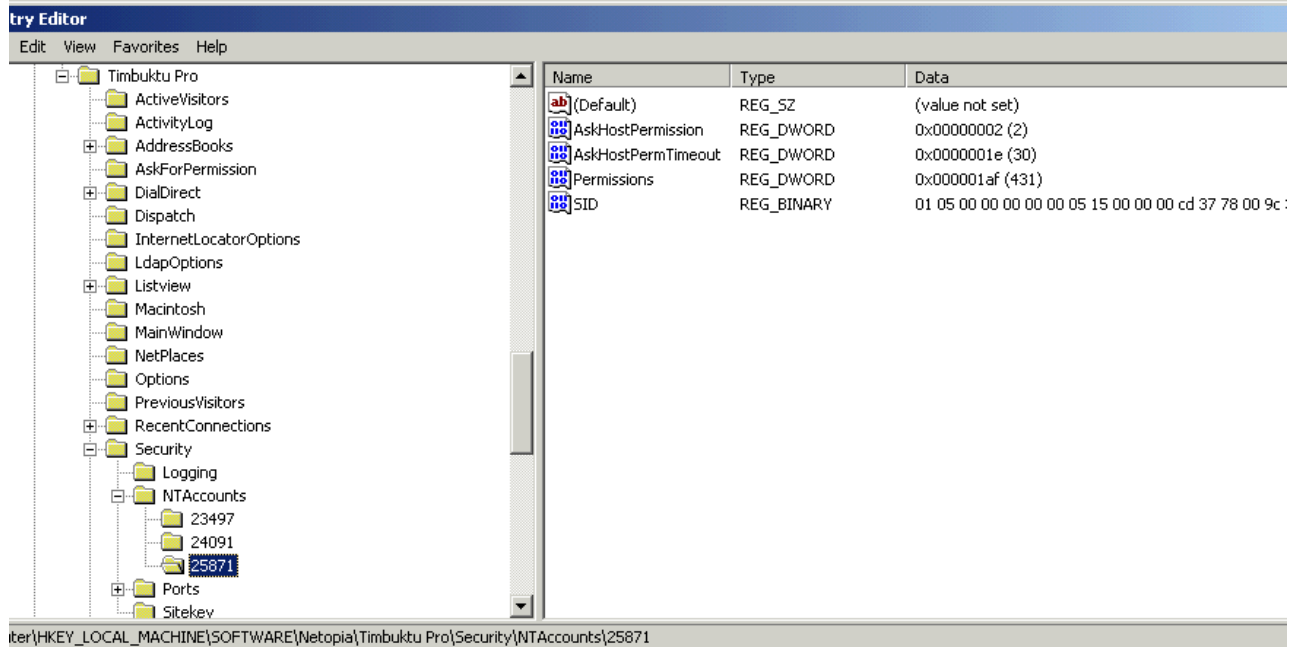 try Editor
Edit View Favorites Help
Timbuktu Pro
ActiveVisitors
ActivityLog
AddressBooks
AskForPermission
DialDirect
Dispatch
InternetLocatorOptions
LdapOptions
Listview
Macintosh
MainWindow
NetPlaces
Options
PreviousVisitors
RecentConnections
Security
Logging
NTAccounts
23497
24091
25871
Ports
Sitekey
Name Type Data
(Default) REG_SZ (value not set)
AskHostPermission REG_DWORD 0x00000002 (2)
AskHostPermTimeout REG_DWORD 0x0000001e (30)
Permissions REG_DWORD 0x000001af (431)
SID REG_BINARY 01 05 00 00 00 00 00 05 15 00 00 00 cd 37 78 00 9c
ter\HKEY_LOCAL_MACHINE\SOFTWARE\Netopia\Timbuktu Pro\Security\NTAccounts\25871